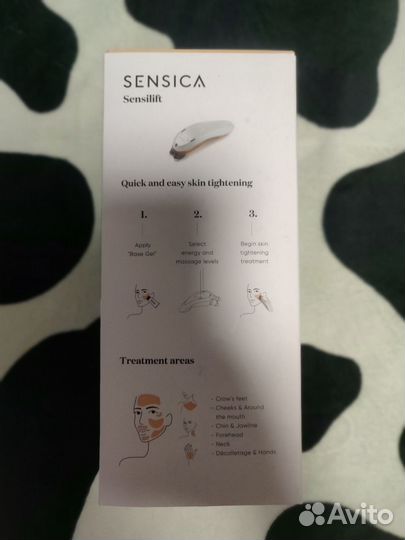 SENSICA
Sensilift
Quick and easy skin tightening
1.
Apply
"Base Gel"
2.
Select
energy and
massage levels
3.
Begin skin
tightening
treatment
Treatment areas
- Crow's feet
- Cheeks & Around
the mouth
- Chin & Jawline
- Forehead
- Neck
- Décolletage & Hands
Avito